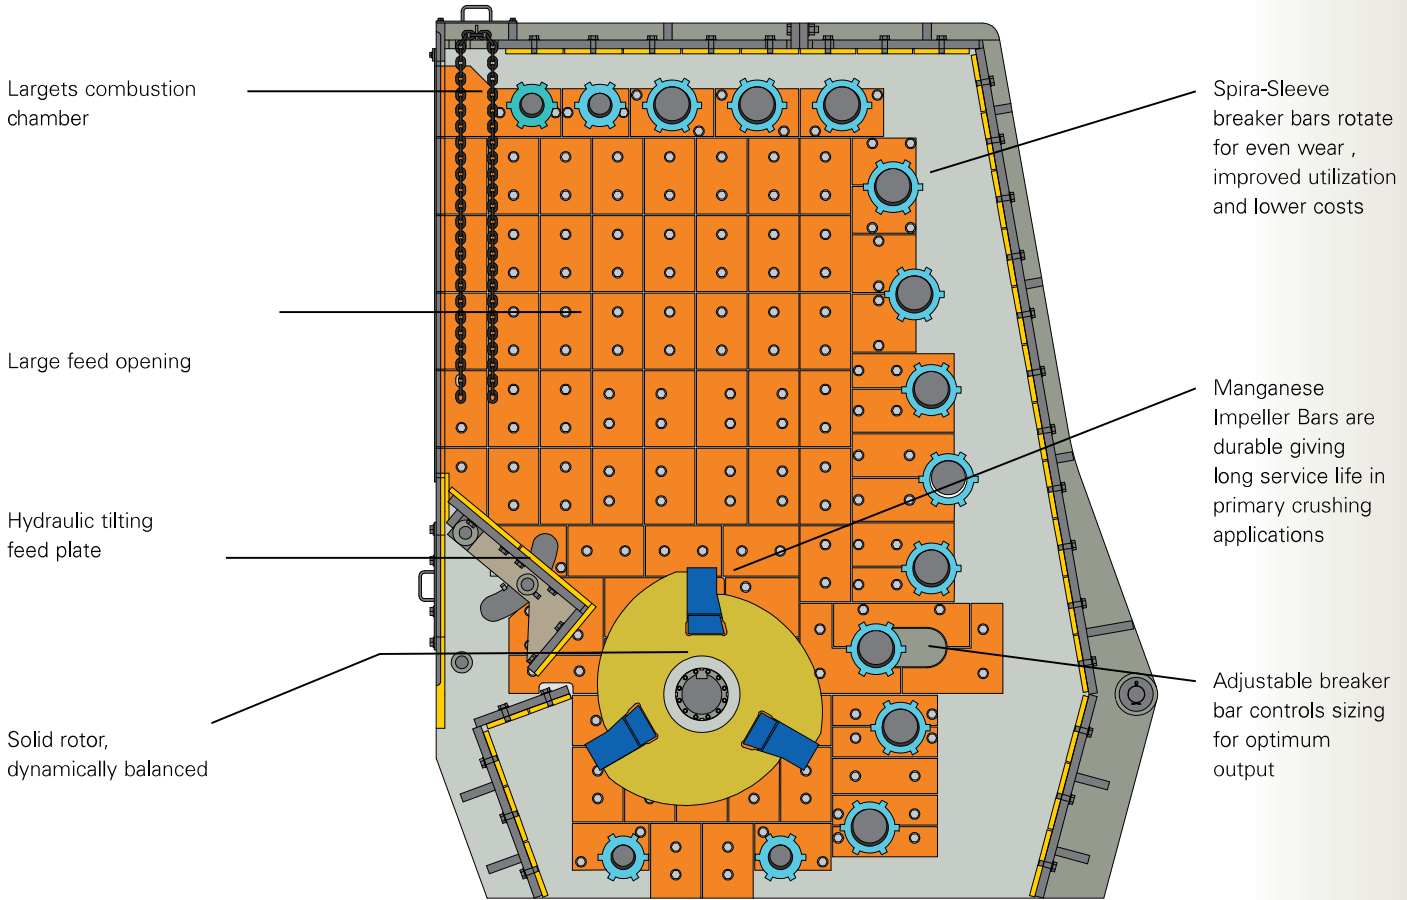 Largets combustion
chamber
Large feed opening
Hydraulic tilting
feed plate
Solid rotor,
dynamically balanced
Spira-Sleeve
breaker bars rotate
for even wear ,
improved utilization
and lower costs
Manganese
Impeller Bars are
durable giving
long service life in
primary crushing
applications
Adjustable breaker
bar controls sizing
for optimum
output